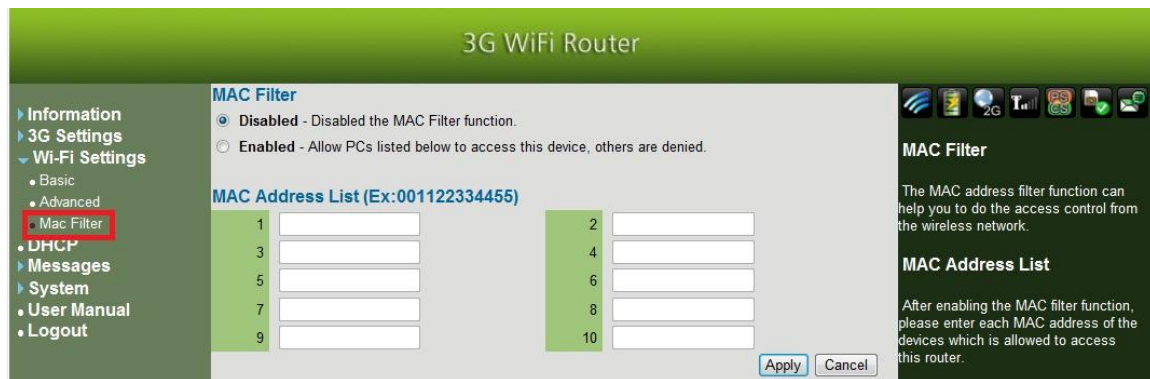 3G WiFi Router
Information
3G Settings
Wi-Fi Settings
Basic
Advanced
Mac Filter
DHCP
Messages
System
User Manual
Logout
MAC Filter
Disabled - Disabled the MAC Filter function.
Enabled - Allow PCs listed below to access this device, others are denied.
MAC Address List (Ex:001122334455)
1 2
3 4
5 6
7 8
9 10
Apply Cancel
2G
PS
CS
MAC Filter
The MAC address filter function can
help you to do the access control from
the wireless network.
MAC Address List
After enabling the MAC filter function,
please enter each MAC address of the
devices which is allowed to access
this router.